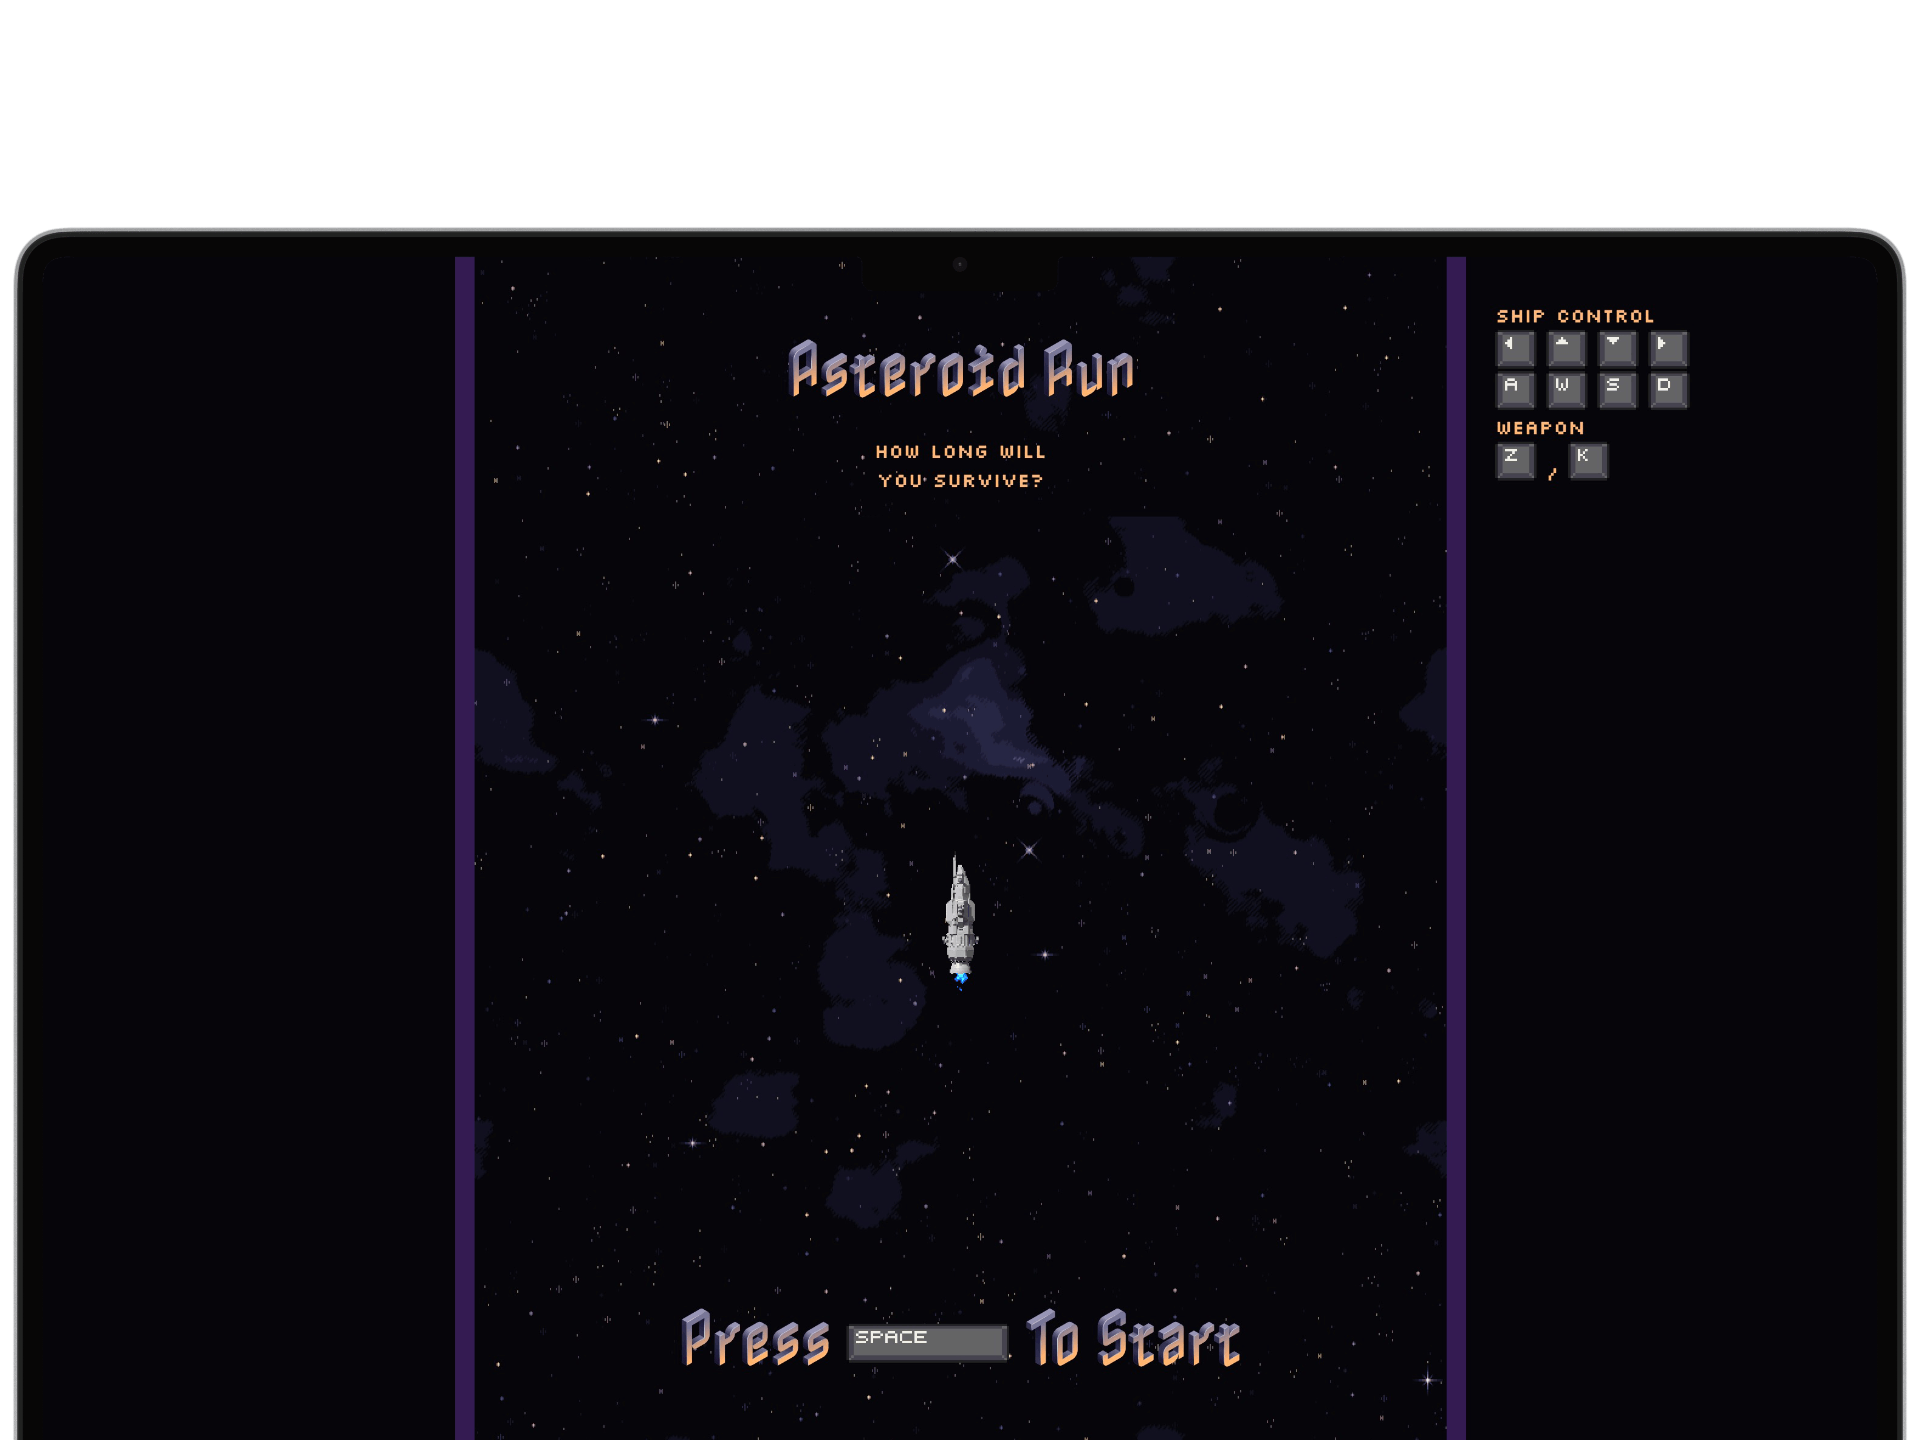 Asteroid Run
HOW LONG WILL
YOU SURVIVE?
SHIP CONTROL
A W S D
WEAPON
Z , K
Press SPACE To Start